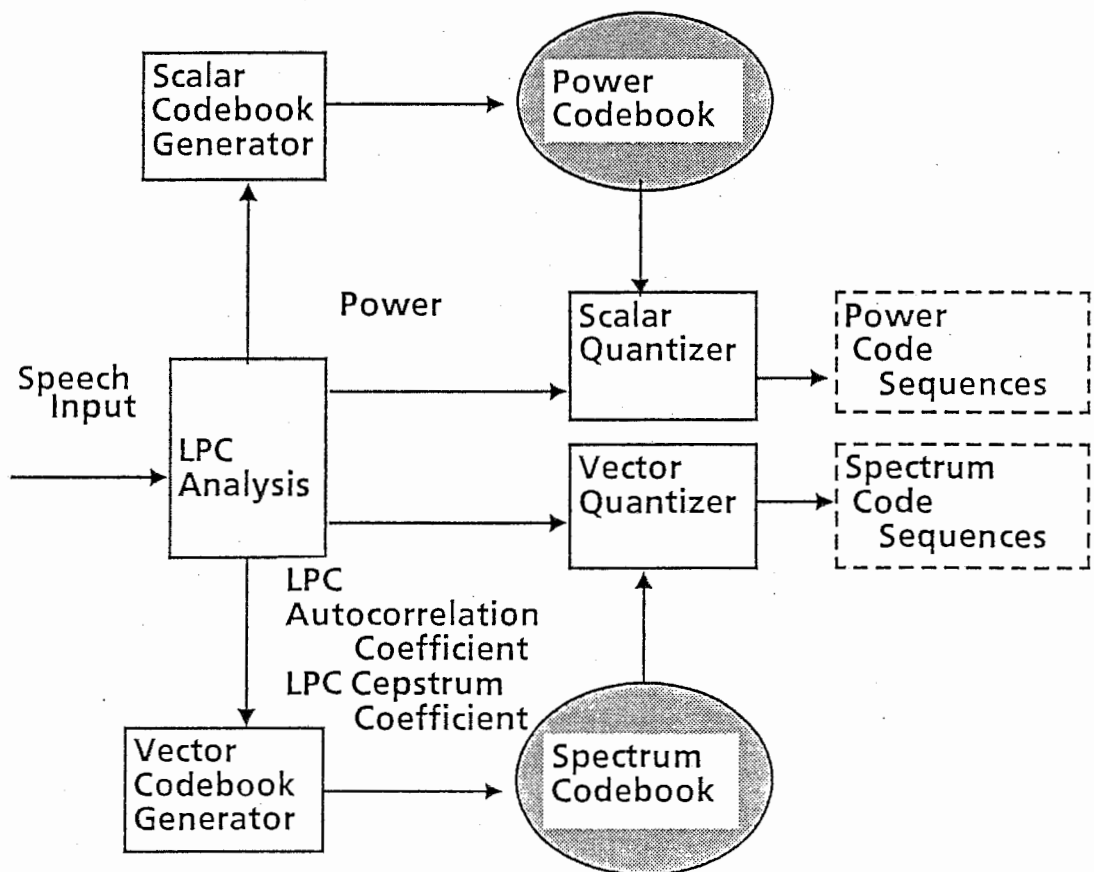 Scalar
Codebook
Generator
Power
Codebook
Power
Scalar
Quantizer
Power
Code
Sequences
Speech
Input
LPC
Analysis
Vector
Quantizer
Spectrum
Code
Sequences
LPC
Autocorrelation
Coefficient
LPC Cepstrum
Coefficient
Vector
Codebook
Generator
Spectrum
Codebook